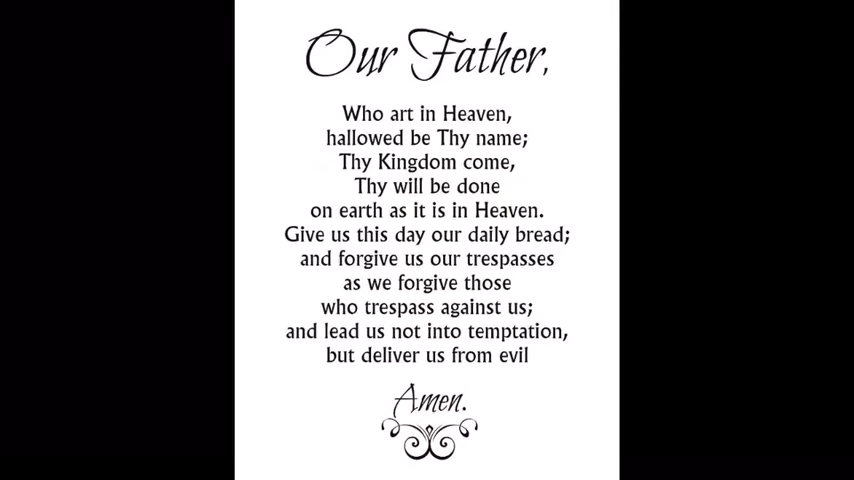 Our Father,
Who art in Heaven,
hallowed be Thy name;
Thy Kingdom come,
Thy will be done
on earth as it is in Heaven.
Give us this day our daily bread;
and forgive us our trespasses
as we forgive those
who trespass against us;
and lead us not into temptation,
but deliver us from evil
Amen.